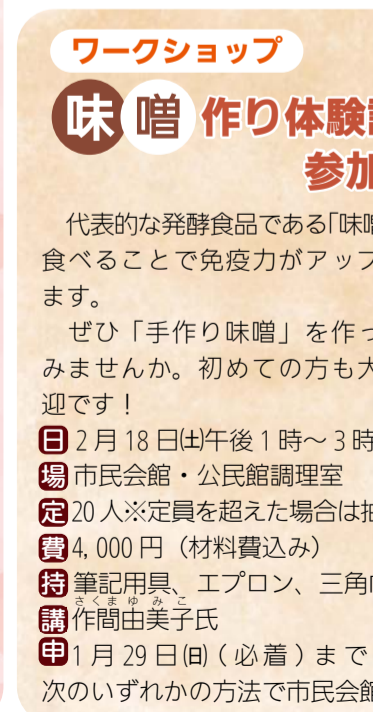 ワークショップ
味噌作り体験
参加
代表的な発酵食品である「味噌
食べることで免疫力がアップ
ます。
ぜひ「手作り味噌」を作っ
みませんか。初めての方も大
迎です!
日 2月18日(土)午後1時〜3時
場 市民会館・公民館調理室
定 20人※定員を超えた場合は抽
費 4,000円(材料費込み)
持 筆記用具、エプロン、三角巾
さくまゆみこ
講 作間由美子氏
申 1月29日(日)(必着)まで
次のいずれかの方法で市民会館